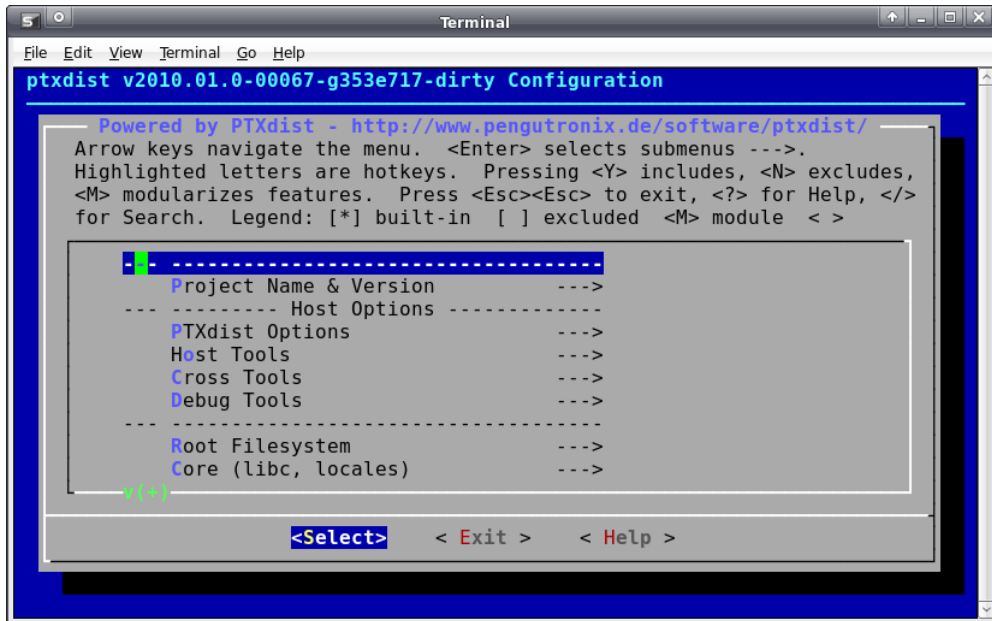 Terminal
File Edit View Terminal Go Help
ptxdist v2010.01.0-00067-g353e717-dirty Configuration
Powered by PTXdist - http://www.pengutronix.de/software/ptxdist/
Arrow keys navigate the menu.  <Enter> selects submenus --->.
Highlighted letters are hotkeys.  Pressing <Y> includes, <N> excludes,
<M> modularizes features.  Press <Esc><Esc> to exit, <?> for Help, </>
for Search.  Legend: [*] built-in  [ ] excluded  <M> module  < >
--- ------------------------------------
Project Name & Version          --->
--- --------- Host Options -------------
PTXdist Options                 --->
Host Tools                      --->
Cross Tools                     --->
Debug Tools                     --->
--- ------------------------------------
Root Filesystem                 --->
Core (libc, locales)            --->
v(+)
<Select>    < Exit >    < Help >